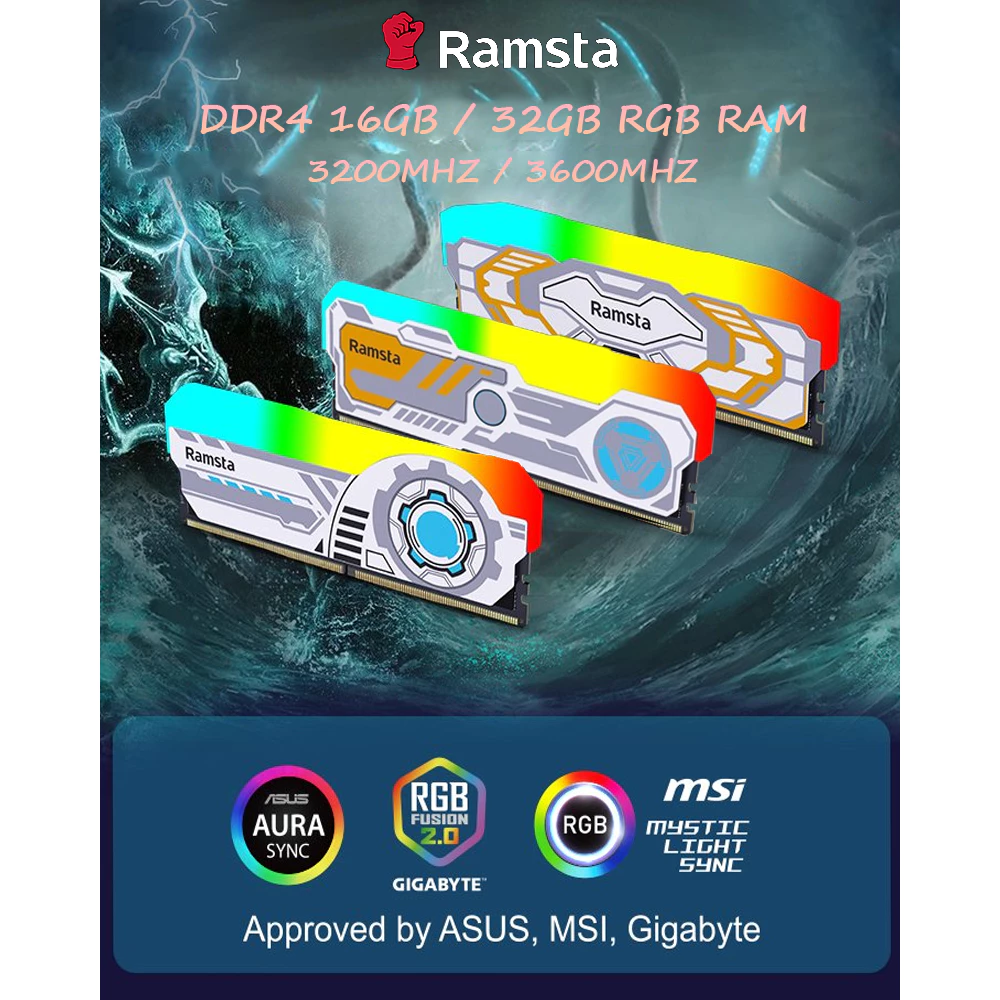 Ramsta
DDR4 16GB / 32GB RGB RAM
3200MHZ / 3600MHZ
Ramsta
Ramsta
Ramsta
ASUS
AURA
SYNC
RGB
FUSION
2.0
GIGABYTE™
RGB
msi
MYSTIC
LIGHT
SYNC
Approved by ASUS, MSI, Gigabyte